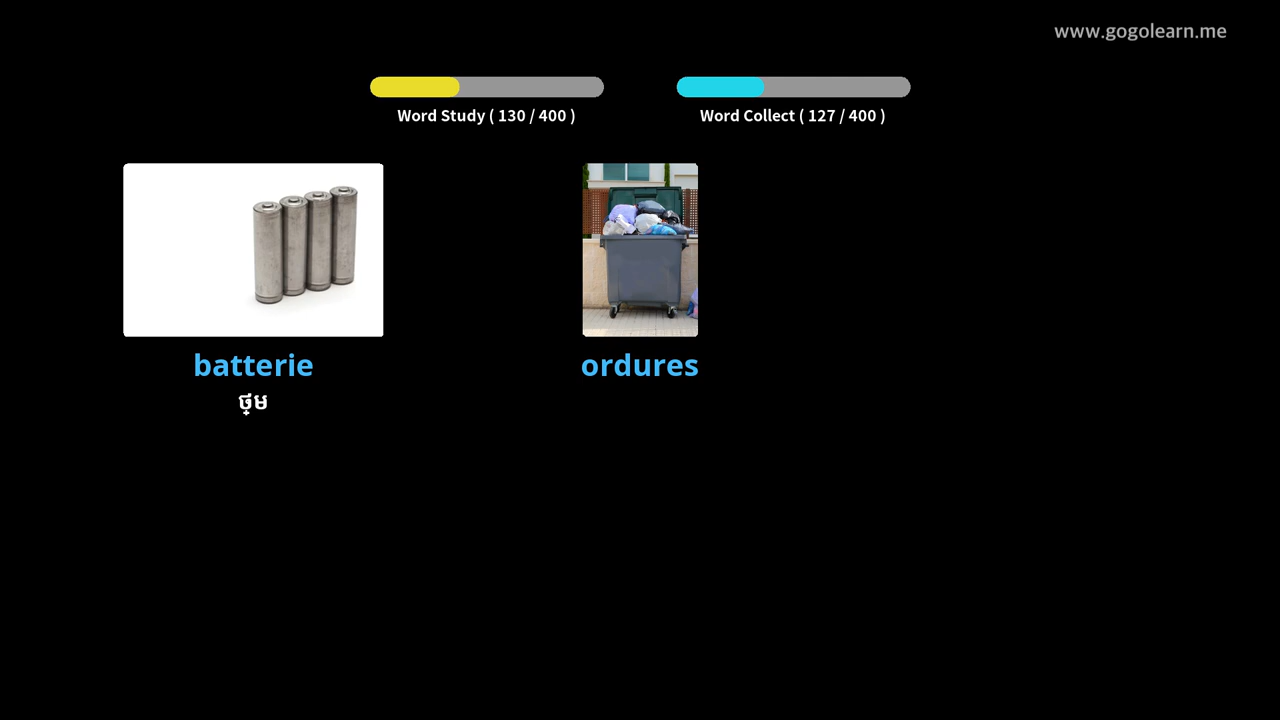 www.gogolearn.me
Word Study ( 130 / 400 )
Word Collect ( 127 / 400 )
batterie
ថ្ម
ordures